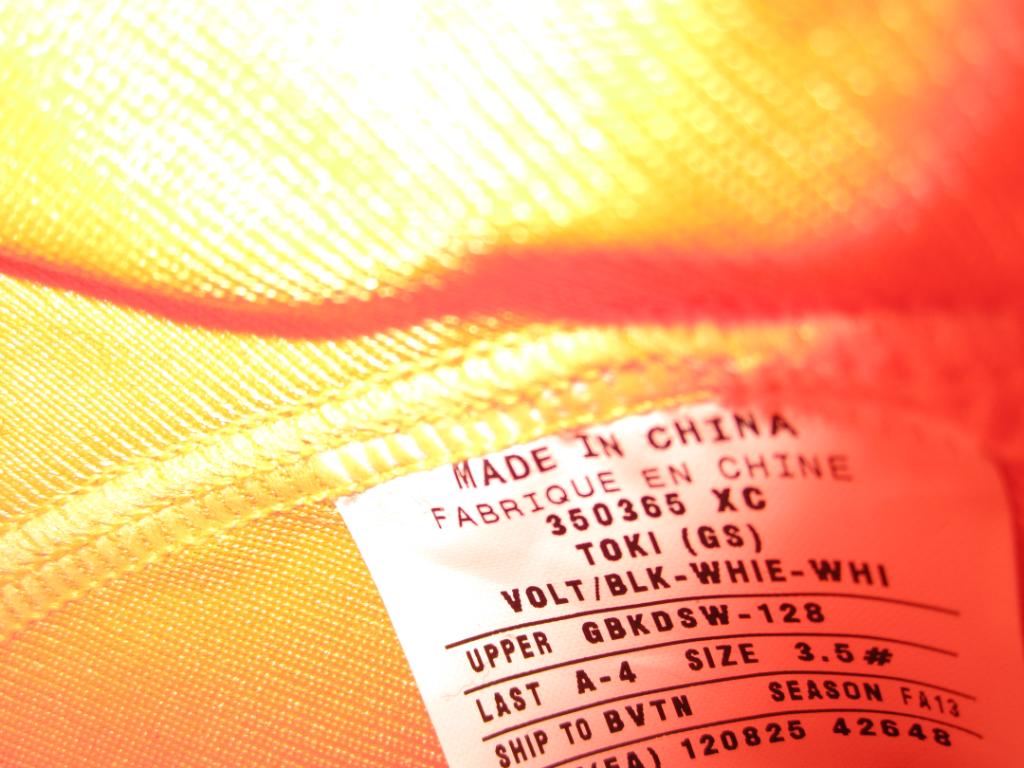 MADE IN CHINA
FABRIQUE EN CHINE
350365 XC
TOKI (GS)
VOLT/BLK-WHIE-WHI
UPPER GBKDSW-128
LAST A-4 SIZE 3.5#
SHIP TO BVTN SEASON FA13
120825 42648